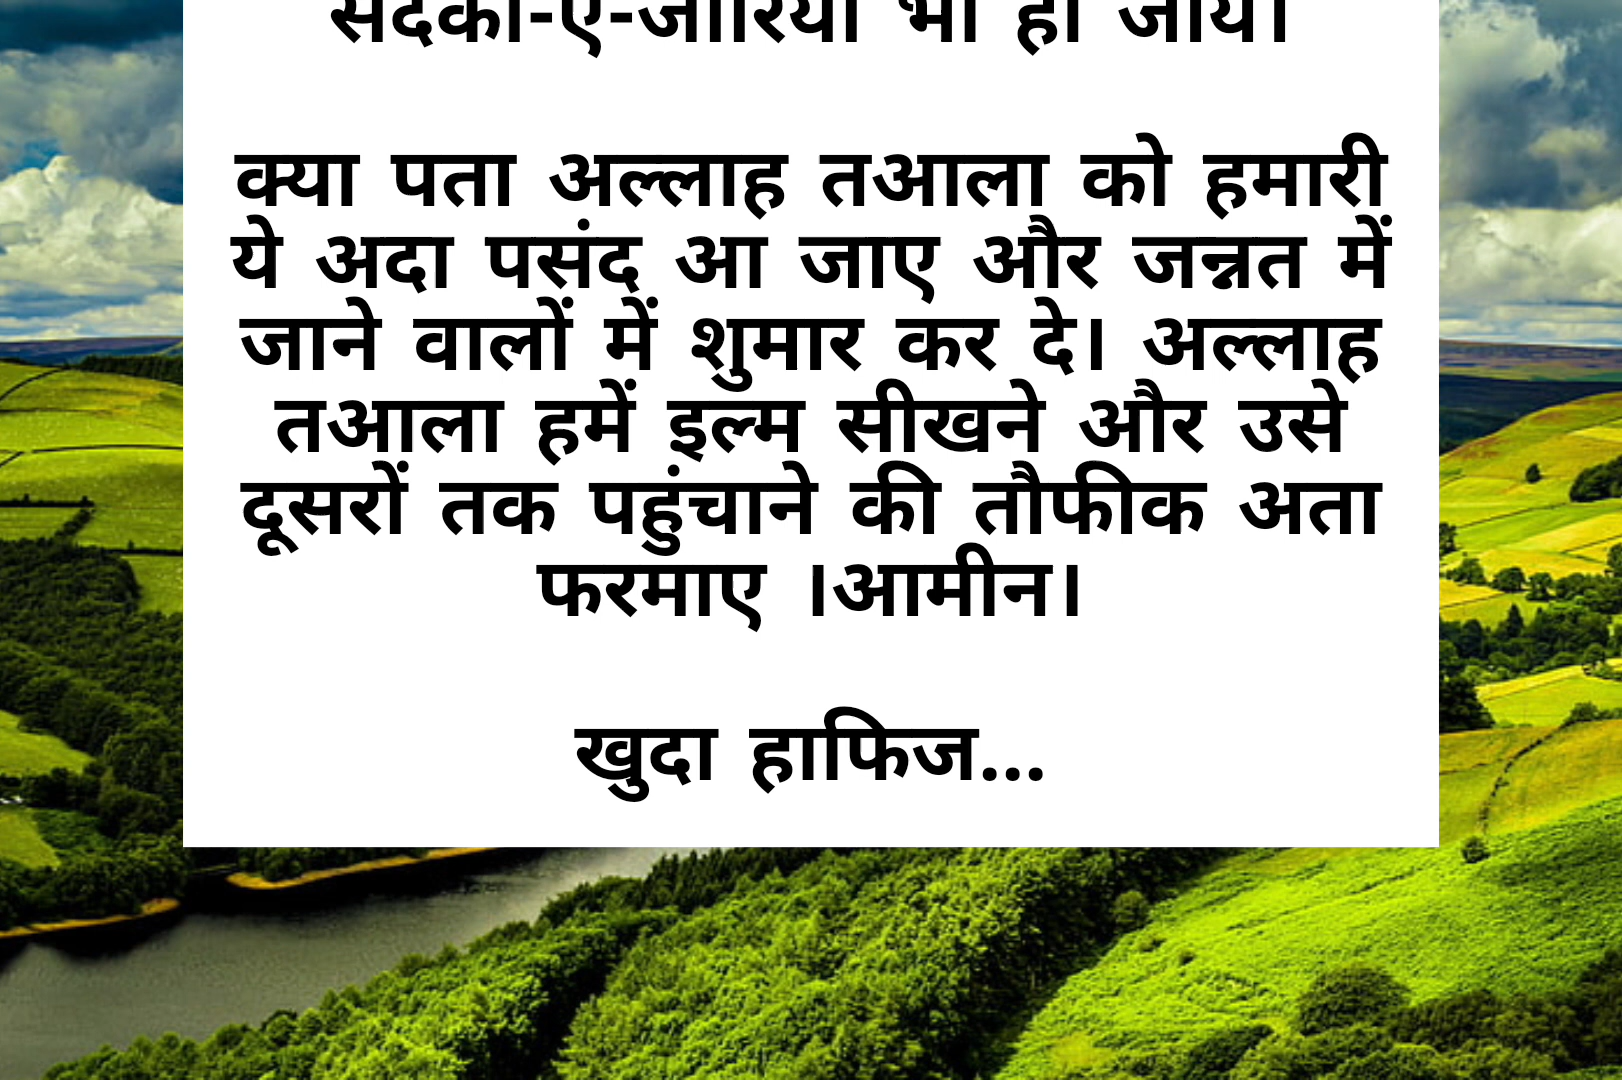 सदका-ए-जारिया भी हो जाये।
क्या पता अल्लाह तआला को हमारी
ये अदा पसंद आ जाए और जन्नत में
जाने वालों में शुमार कर दे। अल्लाह
तआला हमें इल्म सीखने और उसे
दूसरों तक पहुंचाने की तौफीक अता
फरमाए ।आमीन।
खुदा हाफिज...